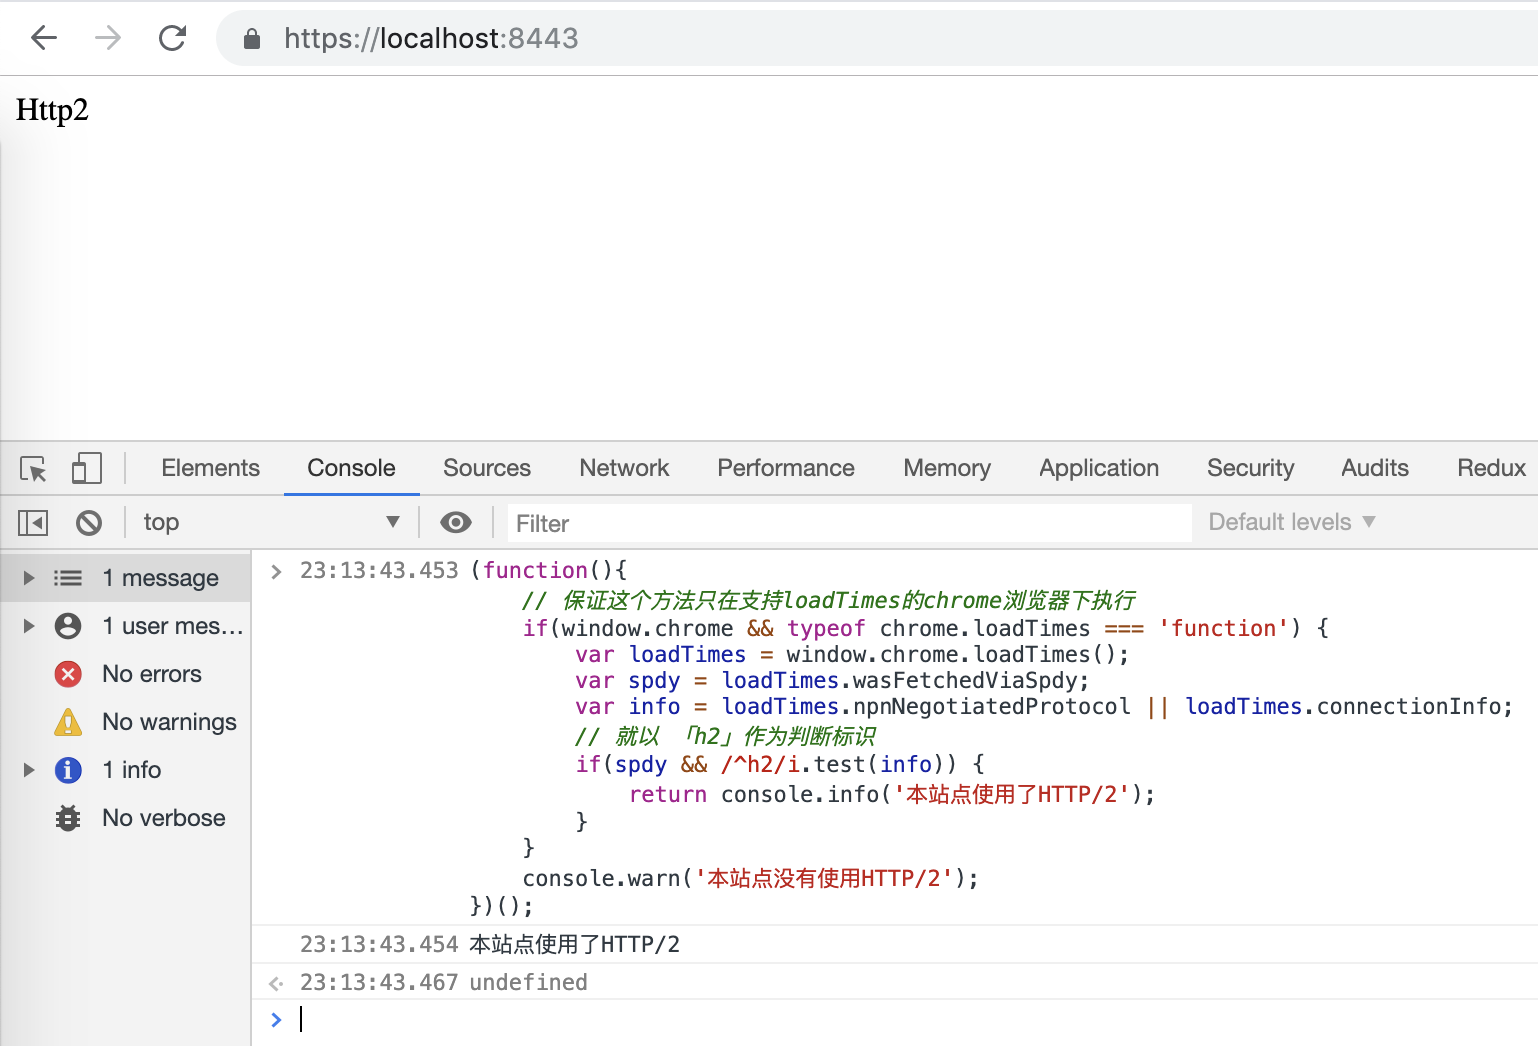 https://localhost:8443
Http2
Elements Console Sources Network Performance Memory Application Security Audits Redux
top Filter Default levels
1 message
1 user mes...
No errors
No warnings
1 info
No verbose
23:13:43.453 (function(){
// 保证这个方法只在支持loadTimes的chrome浏览器下执行
if(window.chrome && typeof chrome.loadTimes === 'function') {
var loadTimes = window.chrome.loadTimes();
var spdy = loadTimes.wasFetchedViaSpdy;
var info = loadTimes.npnNegotiatedProtocol || loadTimes.connectionInfo;
// 就以 「h2」作为判断标识
if(spdy && /^h2/i.test(info)) {
return console.info('本站点使用了HTTP/2');
}
}
console.warn('本站点没有使用HTTP/2');
})();
23:13:43.454 本站点使用了HTTP/2
23:13:43.467 undefined